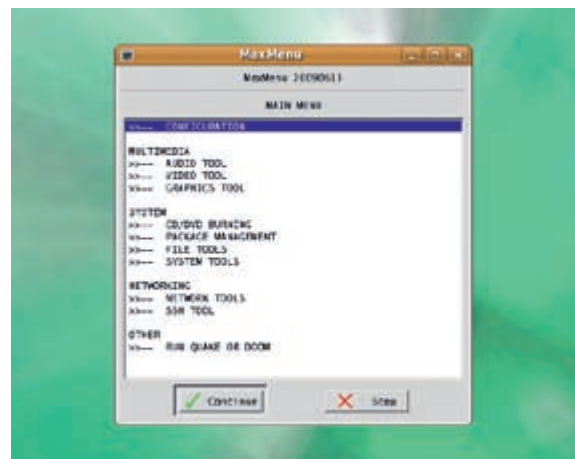 MaxMenu
MaxMenu 20090613
MAIN MENU
>>--- CONFIGURATION
MULTIMEDIA
>>--- AUDIO TOOL
>>--- VIDEO TOOL
>>--- GRAPHICS TOOL
SYSTEM
>>--- CD/DVD BURNING
>>--- PACKAGE MANAGEMENT
>>--- FILE TOOLS
>>--- SYSTEM TOOLS
NETWORKING
>>--- NETWORK TOOLS
>>--- SSH TOOL
OTHER
>>--- RUN QUAKE OR DOOM
Continue
Stop